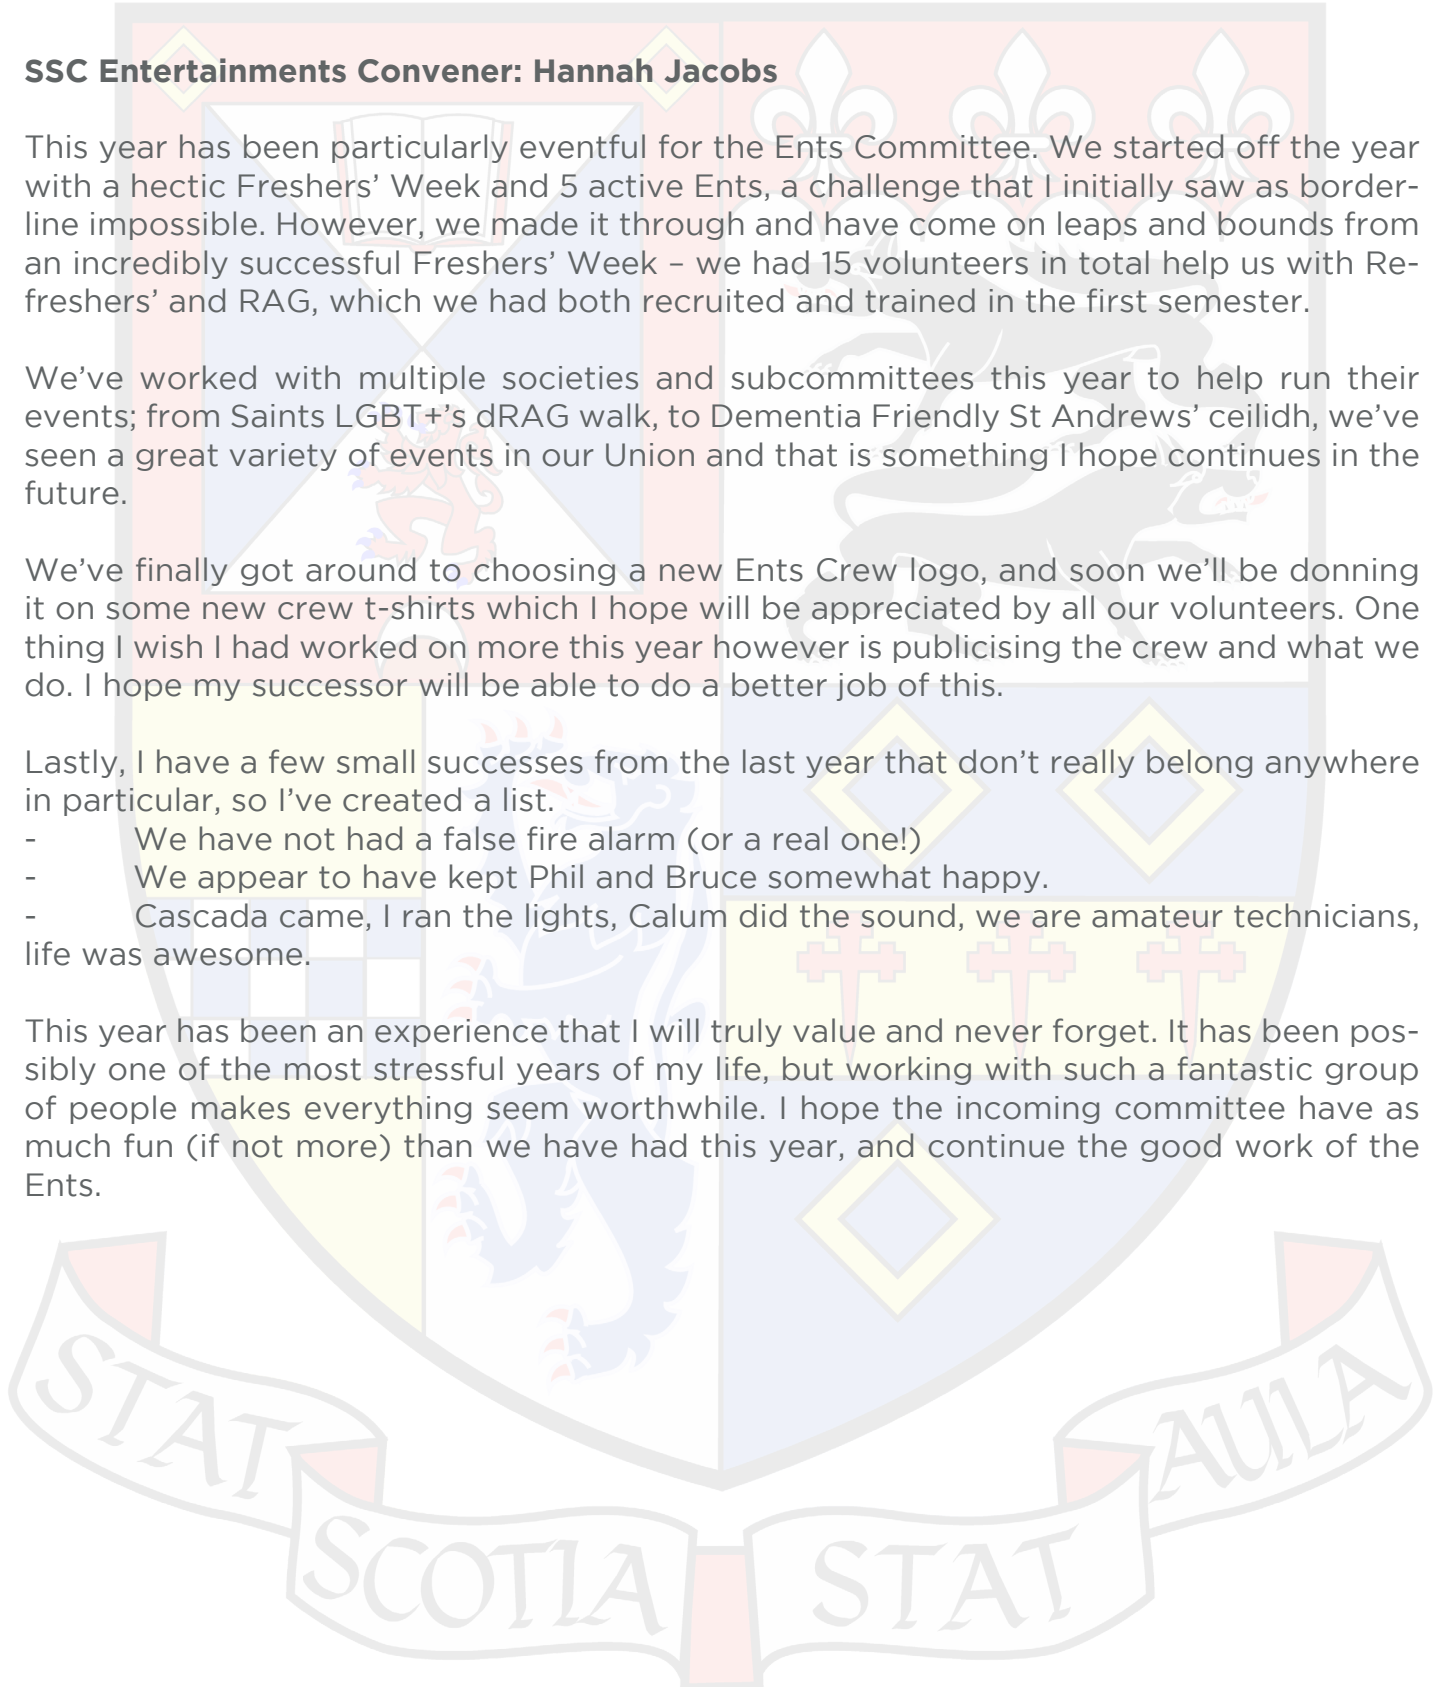 SSC Entertainments Convener: Hannah Jacobs
This year has been particularly eventful for the Ents Committee. We started off the year
with a hectic Freshers’ Week and 5 active Ents, a challenge that I initially saw as border-
line impossible. However, we made it through and have come on leaps and bounds from
an incredibly successful Freshers’ Week – we had 15 volunteers in total help us with Re-
freshers’ and RAG, which we had both recruited and trained in the first semester.
We’ve worked with multiple societies and subcommittees this year to help run their
events; from Saints LGBT+’s dRAG walk, to Dementia Friendly St Andrews’ ceilidh, we’ve
seen a great variety of events in our Union and that is something I hope continues in the
future.
We’ve finally got around to choosing a new Ents Crew logo, and soon we’ll be donning
it on some new crew t-shirts which I hope will be appreciated by all our volunteers. One
thing I wish I had worked on more this year however is publicising the crew and what we
do. I hope my successor will be able to do a better job of this.
Lastly, I have a few small successes from the last year that don’t really belong anywhere
in particular, so I’ve created a list.
- We have not had a false fire alarm (or a real one!)
- We appear to have kept Phil and Bruce somewhat happy.
- Cascada came, I ran the lights, Calum did the sound, we are amateur technicians,
life was awesome.
This year has been an experience that I will truly value and never forget. It has been pos-
sibly one of the most stressful years of my life, but working with such a fantastic group
of people makes everything seem worthwhile. I hope the incoming committee have as
much fun (if not more) than we have had this year, and continue the good work of the
Ents.
STAT
SCOTIA
STAT
AULA